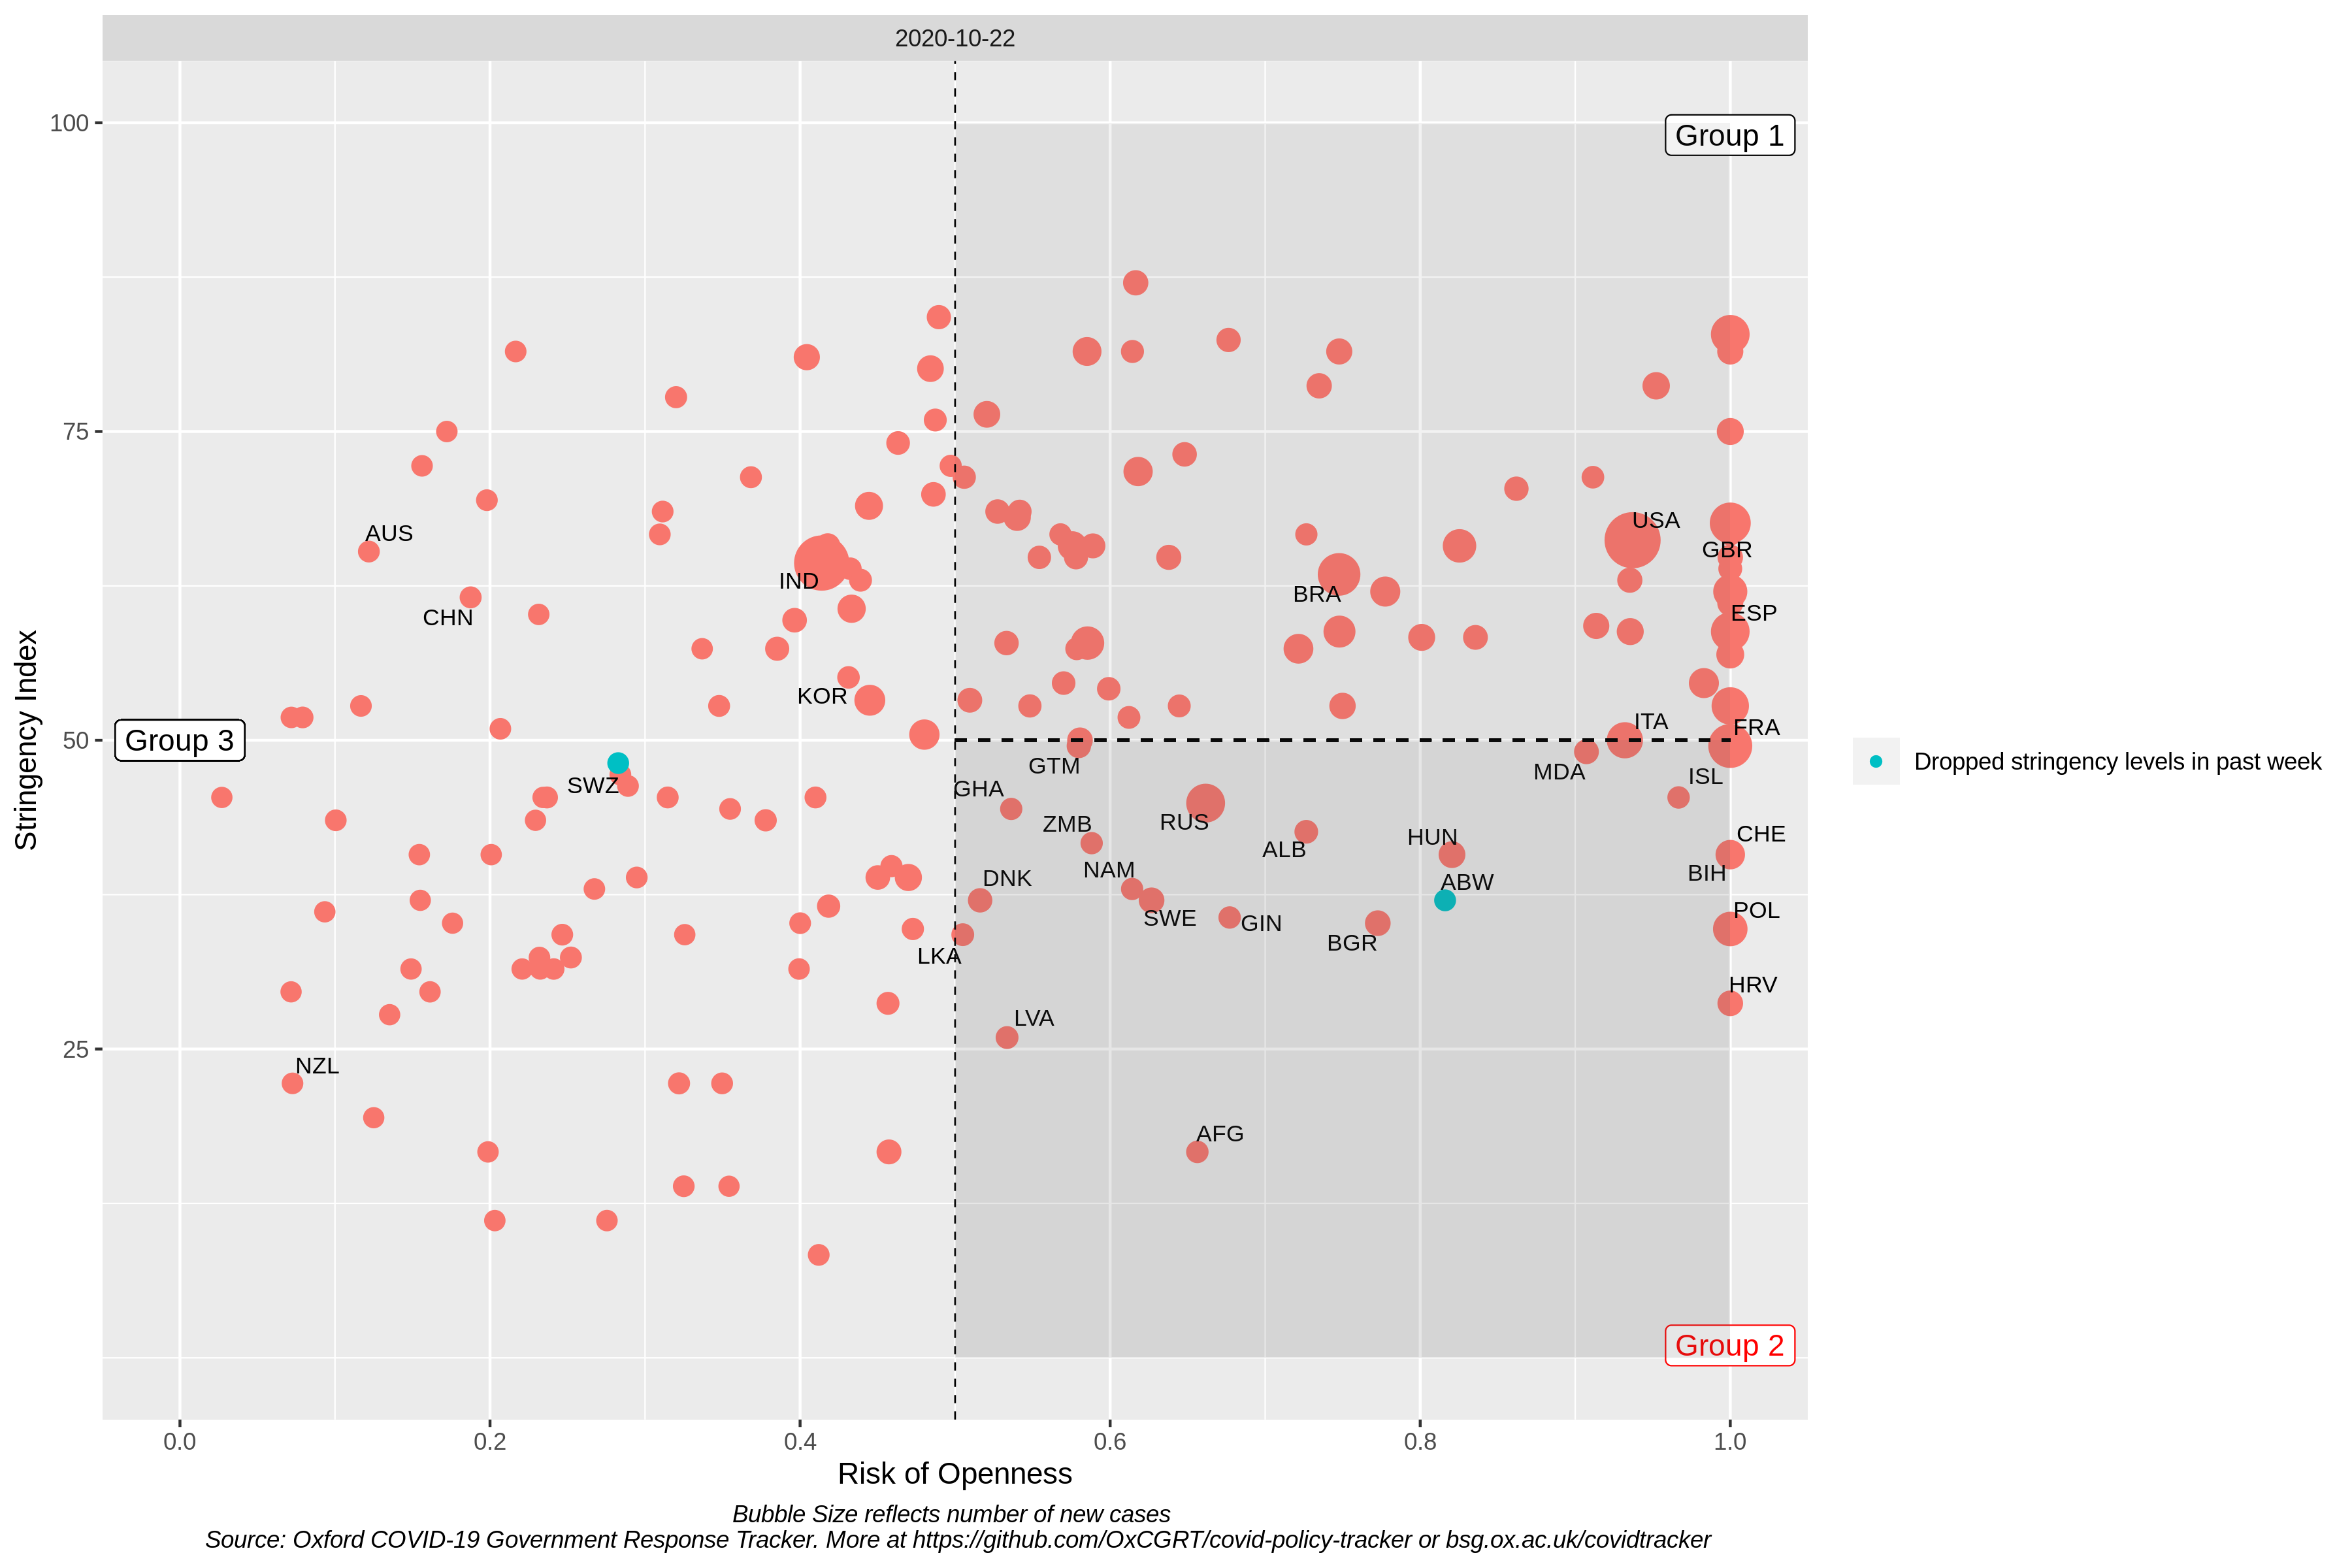 2020-10-22
100
Group 1
75
USA
AUS
GBR
IND
BRA
ESP
CHN
KOR
ITA
FRA
Group 3
50
GTM
MDA
ISL
SWZ
GHA
RUS
ZMB
HUN
CHE
ALB
NAM
BIH
DNK
ABW
POL
SWE
GIN
BGR
LKA
HRV
LVA
25
NZL
AFG
Group 2
Stringency Index
Dropped stringency levels in past week
0.0 0.2 0.4 0.6 0.8 1.0
Risk of Openness
Bubble Size reflects number of new cases
Source: Oxford COVID-19 Government Response Tracker. More at https://github.com/OxCGRT/covid-policy-tracker or bsg.ox.ac.uk/covidtracker